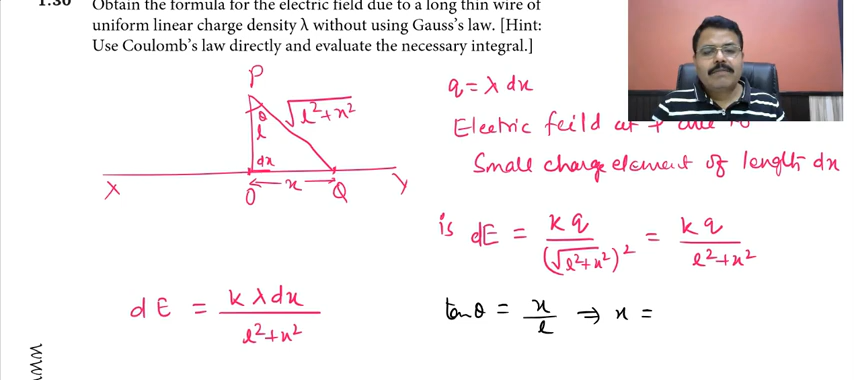 1.30 Obtain the formula for the electric field due to a long thin wire of
uniform linear charge density λ without using Gauss's law. [Hint:
Use Coulomb's law directly and evaluate the necessary integral.]
P
θ
l
√(l²+x²)
dx
X
O
x
Q
Y
q = λ dx
Electric feild at P
Small charge element of length dx
is dE = kq / (√(l²+x²))² = kq / (l²+x²)
dE = kλdx / (l²+x²)
tanθ = x / l ⇒ x =